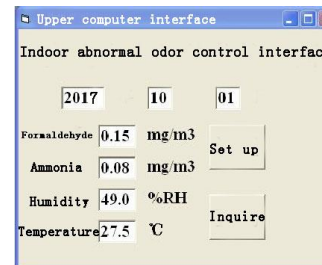 Upper computer interface
Indoor abnormal odor control interfac
2017 10 01
Formaldehyde 0.15 mg/m3
Set up
Ammonia 0.08 mg/m3
Humidity 49.0 %RH
Inquire
Temperature 27.5 ℃